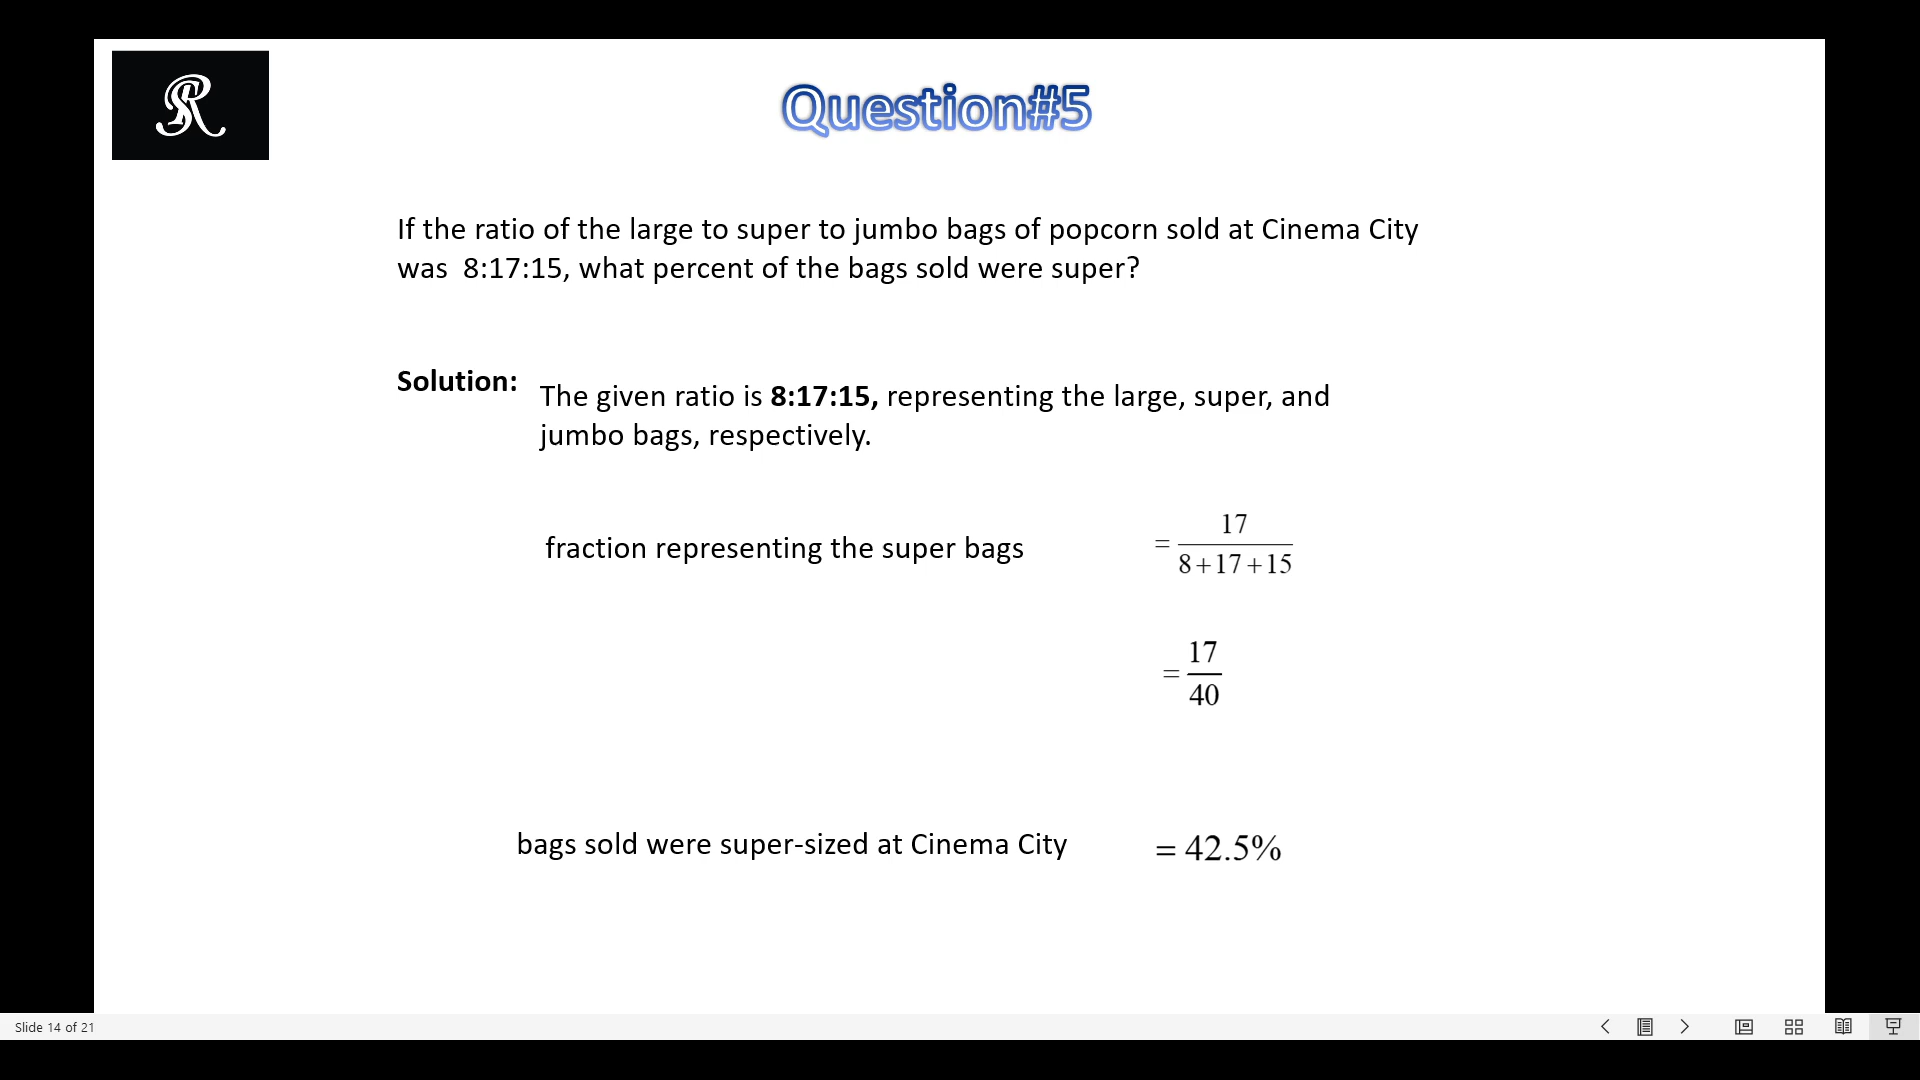 SR
Question#5
If the ratio of the large to super to jumbo bags of popcorn sold at Cinema City
was 8:17:15, what percent of the bags sold were super?
Solution:
The given ratio is 8:17:15, representing the large, super, and
jumbo bags, respectively.
fraction representing the super bags = 17/(8+17+15)
= 17/40
bags sold were super-sized at Cinema City = 42.5%
Slide 14 of 21